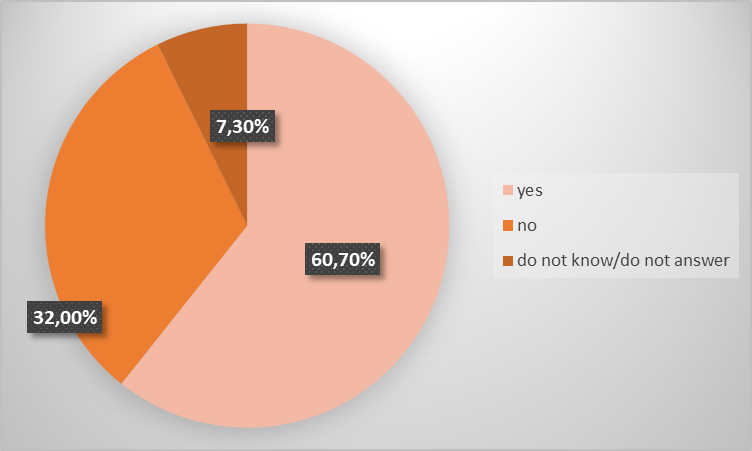 7,30%
60,70%
32,00%
yes
no
do not know/do not answer